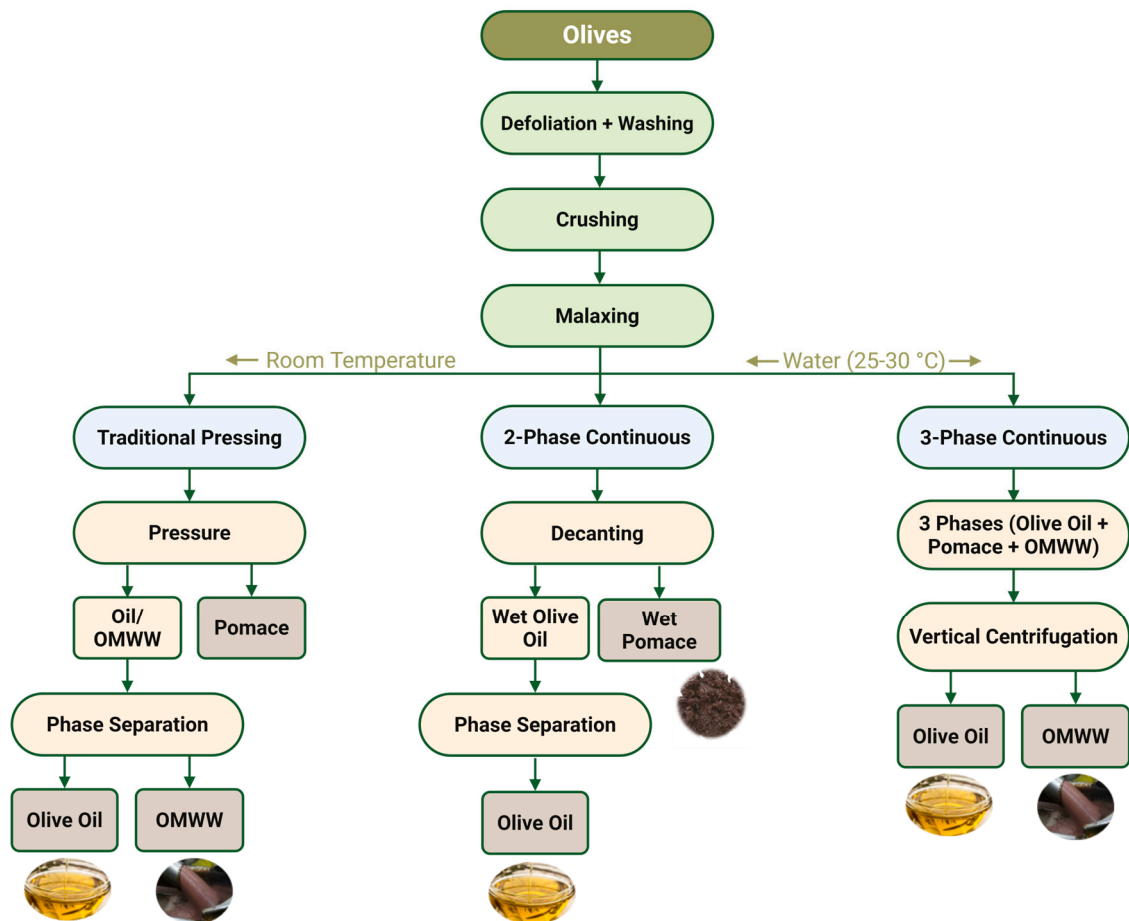 Olives
Defoliation + Washing
Crushing
Malaxing
Room Temperature
Water (25-30 °C)
Traditional Pressing
2-Phase Continuous
3-Phase Continuous
Pressure
Decanting
3 Phases (Olive Oil +
Pomace + OMWW)
Oil/
OMWW
Pomace
Wet Olive
Oil
Wet
Pomace
Vertical Centrifugation
Phase Separation
Phase Separation
Olive Oil
OMWW
Olive Oil
OMWW
Olive Oil